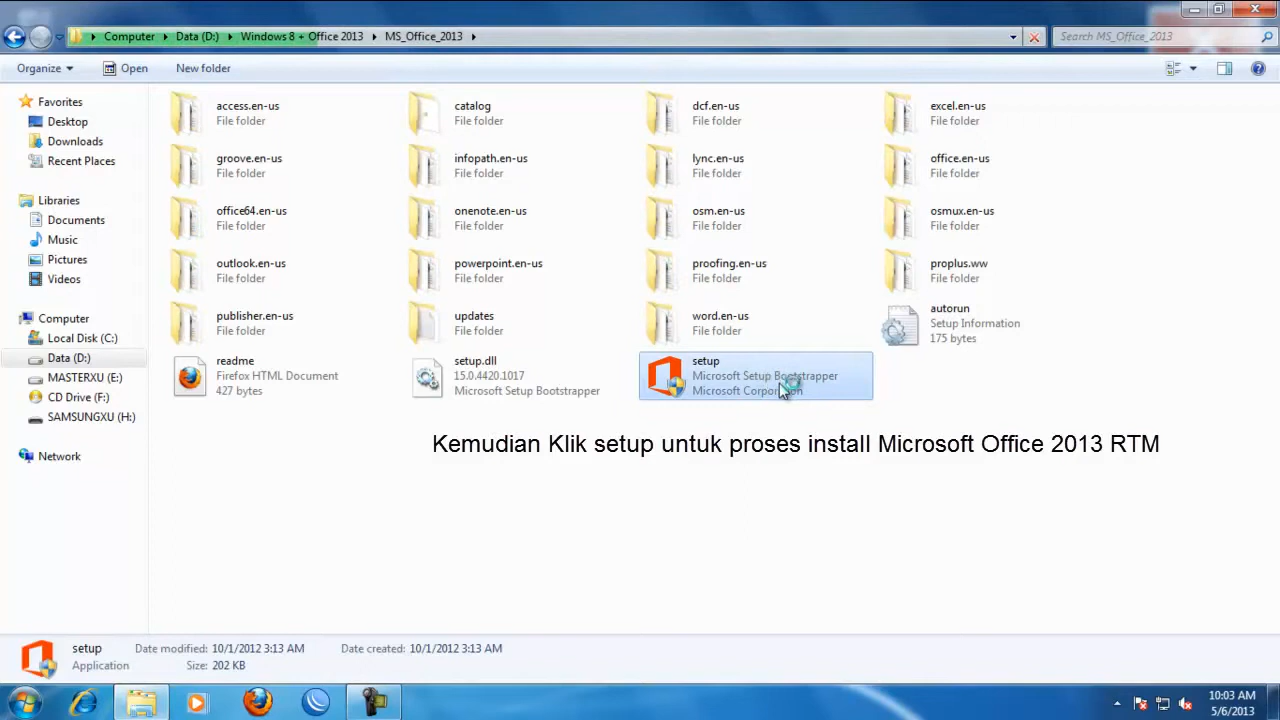 Computer ▸ Data (D:) ▸ Windows 8 + Office 2013 ▸ MS_Office_2013 ▸
Search MS_Office_2013
Organize Open New folder
Favorites
Desktop
Downloads
Recent Places
Libraries
Documents
Music
Pictures
Videos
Computer
Local Disk (C:)
Data (D:)
MASTERXU (E:)
CD Drive (F:)
SAMSUNGXU (H:)
Network
access.en-us
File folder
catalog
File folder
dcf.en-us
File folder
excel.en-us
File folder
groove.en-us
File folder
infopath.en-us
File folder
lync.en-us
File folder
office.en-us
File folder
office64.en-us
File folder
onenote.en-us
File folder
osm.en-us
File folder
osmux.en-us
File folder
outlook.en-us
File folder
powerpoint.en-us
File folder
proofing.en-us
File folder
proplus.ww
File folder
publisher.en-us
File folder
updates
File folder
word.en-us
File folder
autorun
Setup Information
175 bytes
readme
Firefox HTML Document
427 bytes
setup.dll
15.0.4420.1017
Microsoft Setup Bootstrapper
setup
Microsoft Setup Bootstrapper
Microsoft Corporation
Kemudian Klik setup untuk proses install Microsoft Office 2013 RTM
setup Date modified: 10/1/2012 3:13 AM Date created: 10/1/2012 3:13 AM
Application Size: 202 KB
10:03 AM
5/6/2013